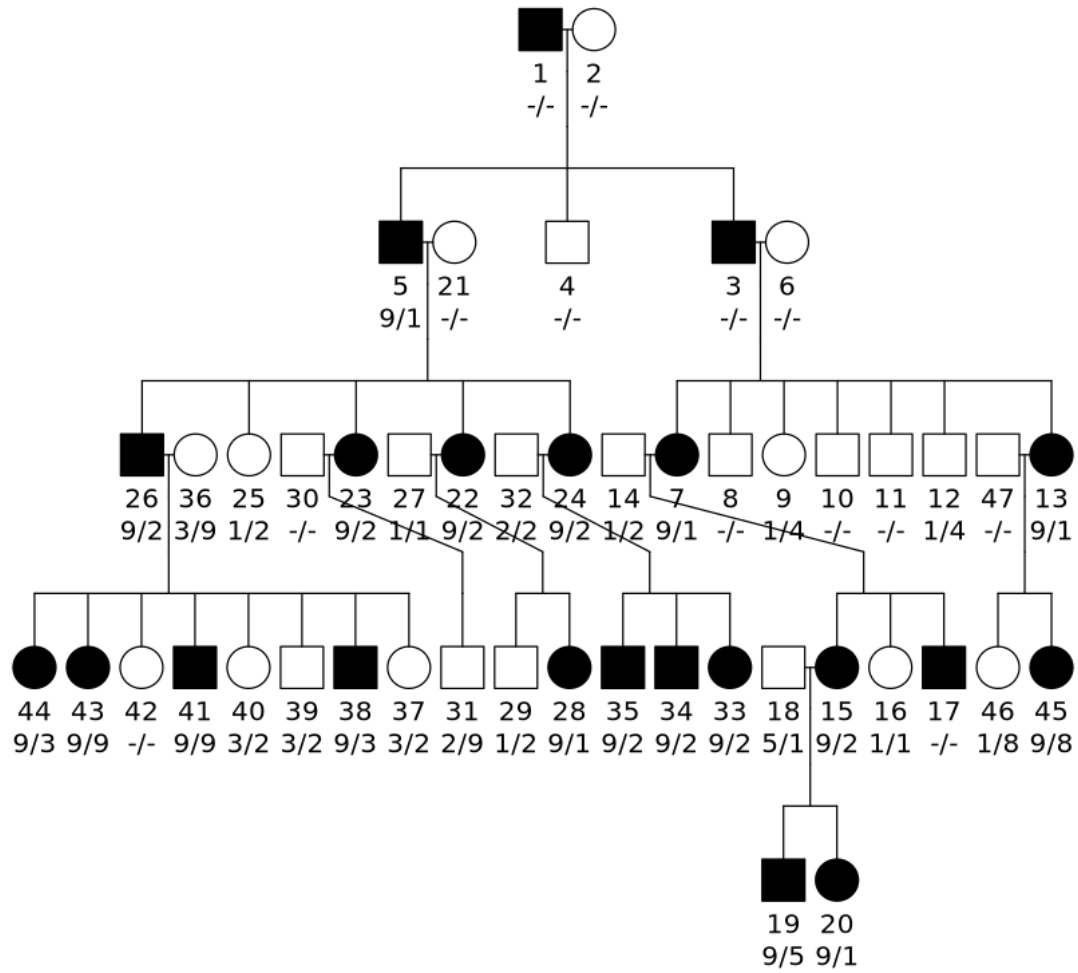 1 2
-/- -/-
5 21 4 3 6
9/1 -/- -/- -/- -/-
26 36 25 30 23 27 22 32 24 14 7 8 9 10 11 12 47 13
9/2 3/9 1/2 -/- 9/2 1/1 9/2 2/2 9/2 1/2 9/1 -/- 1/4 -/- -/- 1/4 -/- 9/1
44 43 42 41 40 39 38 37 31 29 28 35 34 33 18 15 16 17 46 45
9/3 9/9 -/- 9/9 3/2 3/2 9/3 3/2 2/9 1/2 9/1 9/2 9/2 9/2 5/1 9/2 1/1 -/- 1/8 9/8
19 20
9/5 9/1